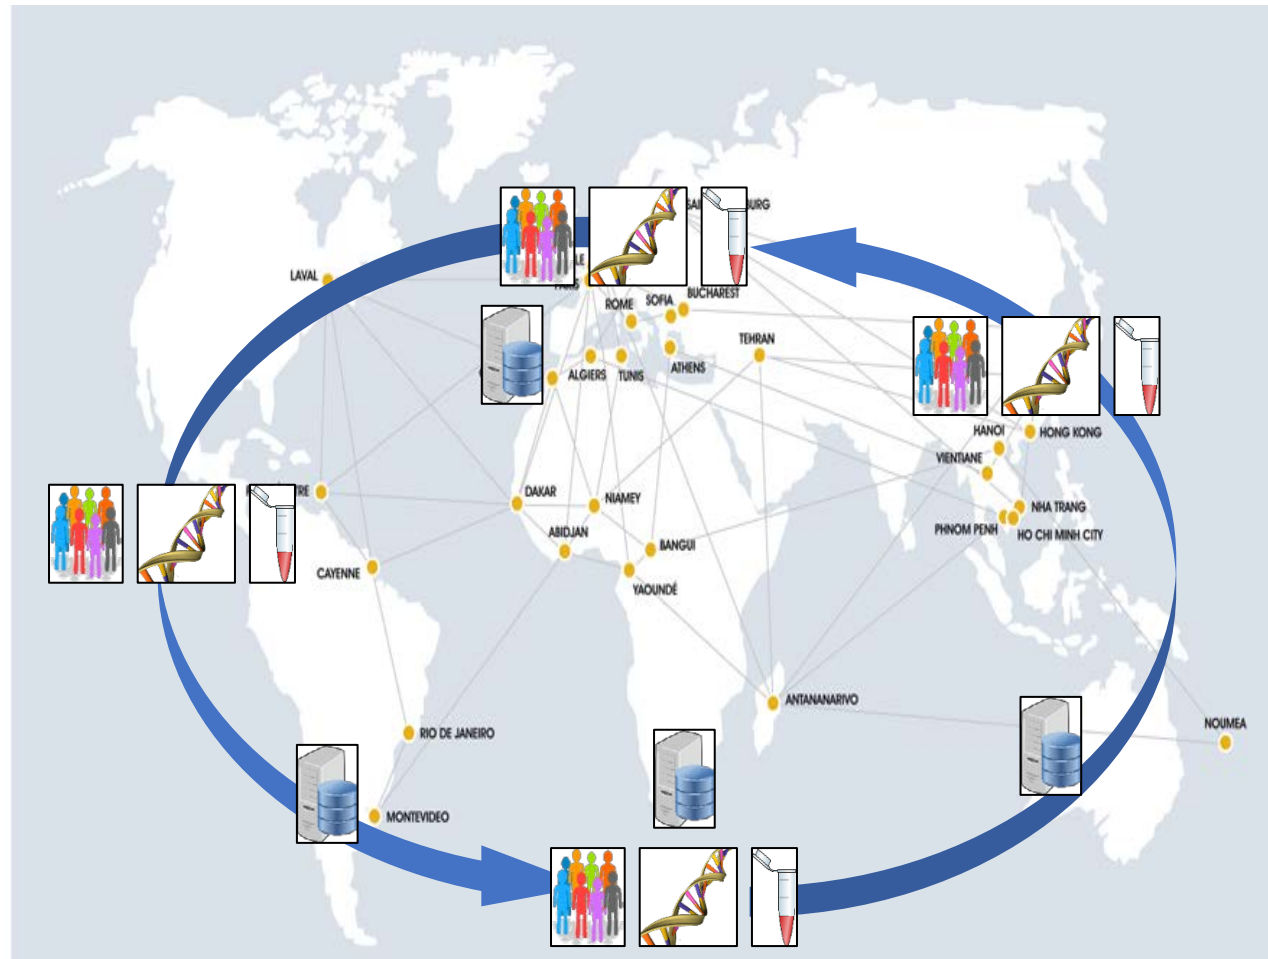 LAVAL
ROME
SOFIA
BUCHAREST
TEHRAN
ALGIERS
TUNIS
ATHENS
HANOI
HONG KONG
VIENTIANE
DAKAR
NIAMEY
NHA TRANG
PHNOM PENH
HO CHI MINH CITY
ABIDJAN
BANGUI
CAYENNE
YAOUNDÉ
ANTANANARIVO
NOUMEA
RIO DE JANEIRO
MONTEVIDEO